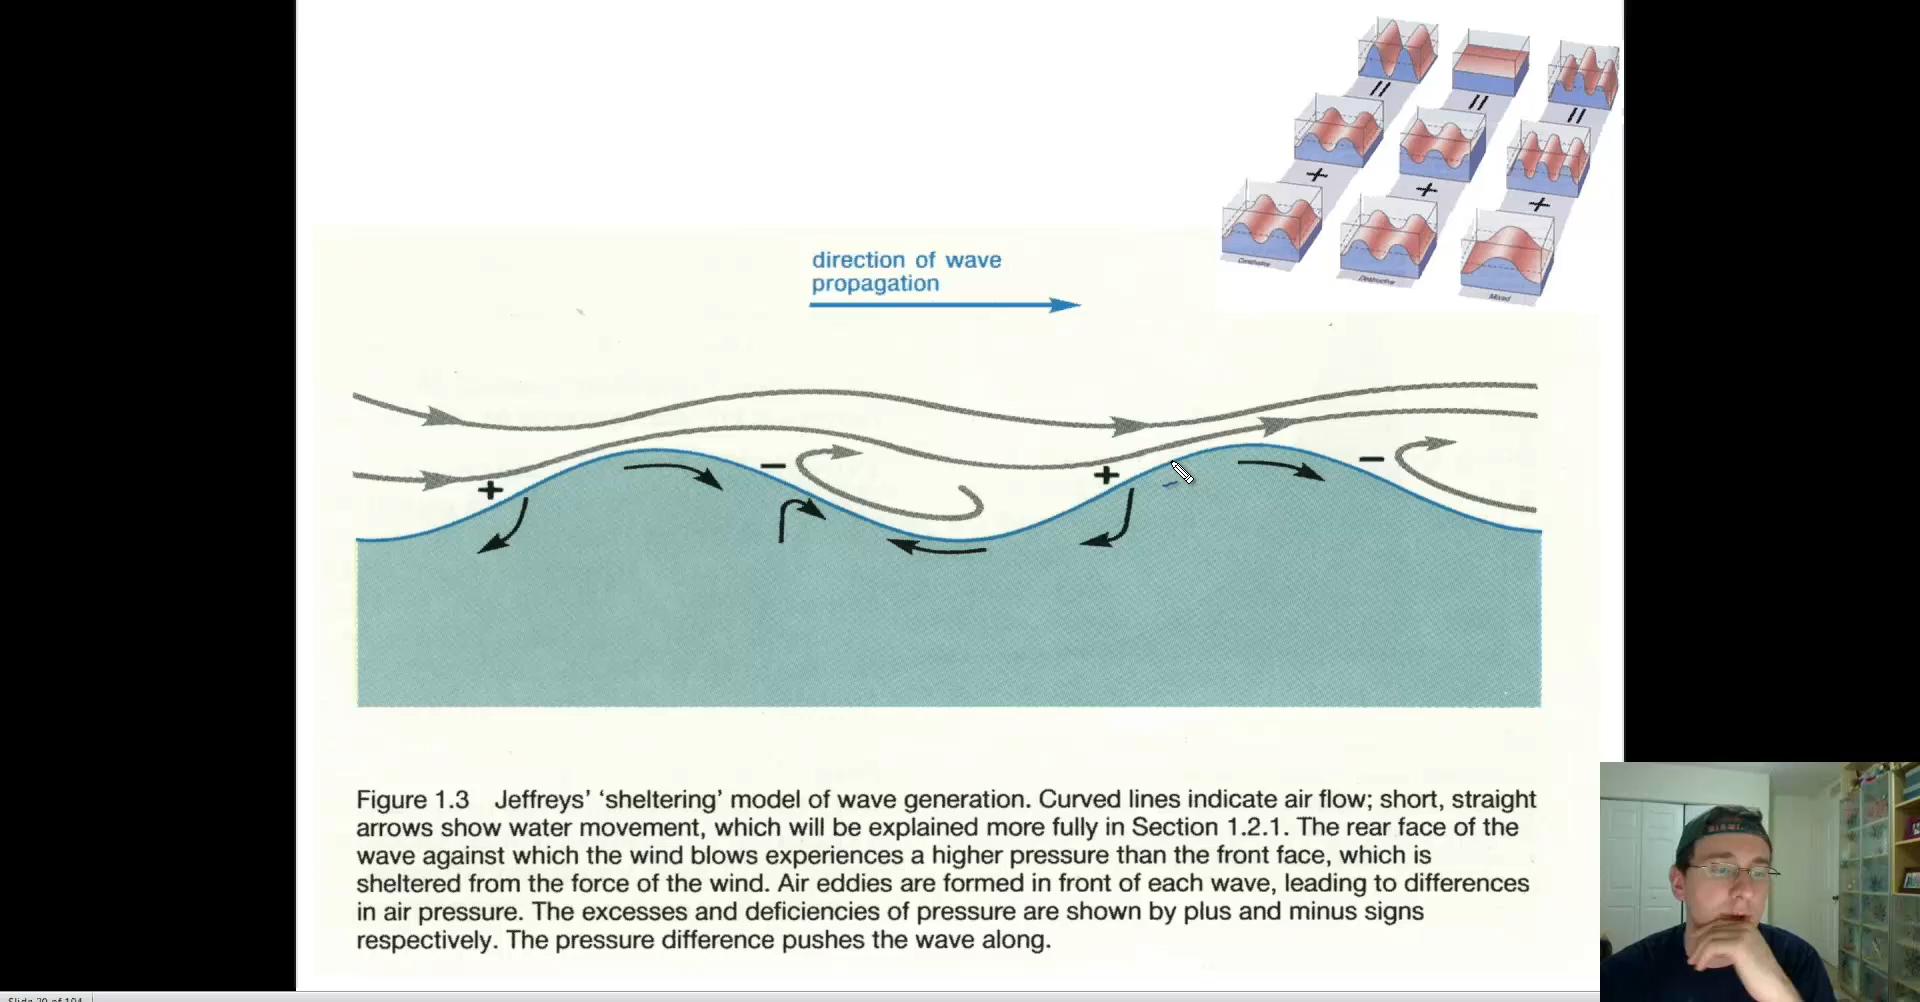 direction of wave
propagation
Constructive
Destructive
Mixed
=
=
=
+
+
+
+
−
+
−
Figure 1.3 Jeffreys’ ‘sheltering’ model of wave generation. Curved lines indicate air flow; short, straight
arrows show water movement, which will be explained more fully in Section 1.2.1. The rear face of the
wave against which the wind blows experiences a higher pressure than the front face, which is
sheltered from the force of the wind. Air eddies are formed in front of each wave, leading to differences
in air pressure. The excesses and deficiencies of pressure are shown by plus and minus signs
respectively. The pressure difference pushes the wave along.